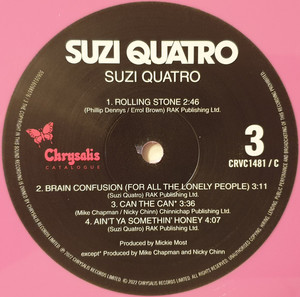 SUZI QUATRO
SUZI QUATRO
1. ROLLING STONE 2:46
(Phillip Dennys / Errol Brown) RAK Publishing Ltd.
3
CRVC1481 / C
Chrysalis
CATALOGUE
2. BRAIN CONFUSION (FOR ALL THE LONELY PEOPLE) 3:11
(Suzi Quatro) RAK Publishing Ltd.
3. CAN THE CAN* 3:36
(Mike Chapman / Nicky Chinn) Chinnichap Publishing Ltd.
4. AIN'T YA SOMETHIN' HONEY 4:07
(Suzi Quatro) RAK Publishing Ltd.
Produced by Mickie Most
except* Produced by Mike Chapman and Nicky Chinn